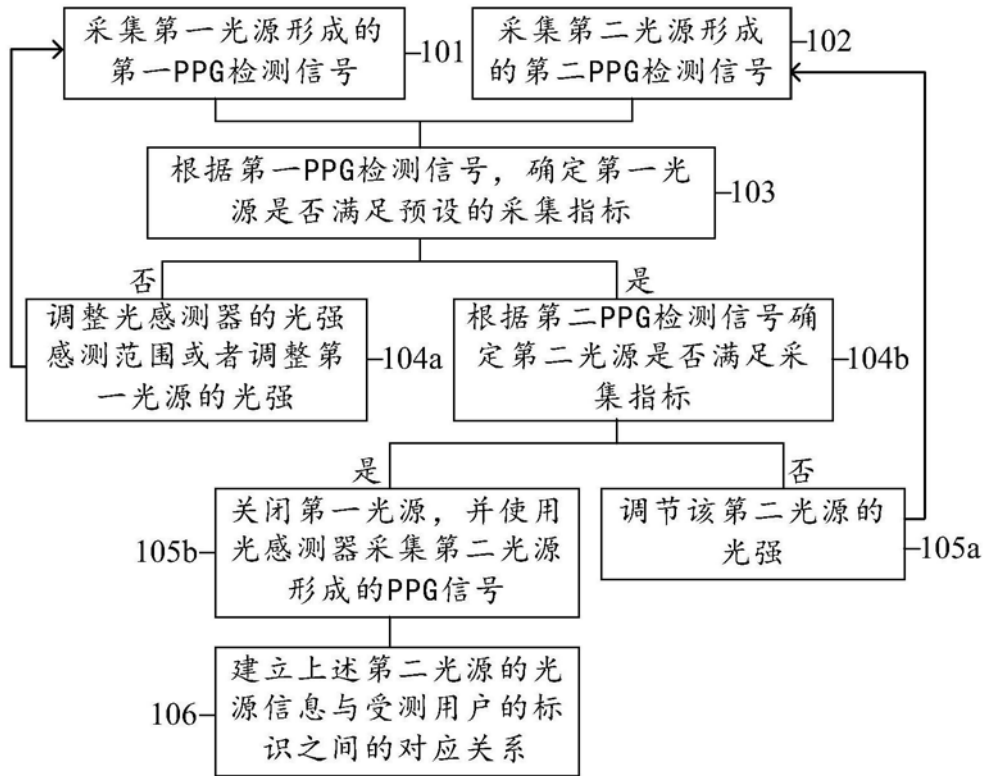 采集第一光源形成的
第一PPG检测信号
101
采集第二光源形成
的第二PPG检测信号
102
根据第一PPG检测信号，确定第一光
源是否满足预设的采集指标
103
否
是
调整光感测器的光强
感测范围或者调整第
一光源的光强
104a
根据第二PPG检测信号确
定第二光源是否满足采
集指标
104b
是
否
关闭第一光源，并使用
光感测器采集第二光源
形成的PPG信号
105b
调节该第二光源的
光强
105a
建立上述第二光源的光
源信息与受测用户的标
识之间的对应关系
106